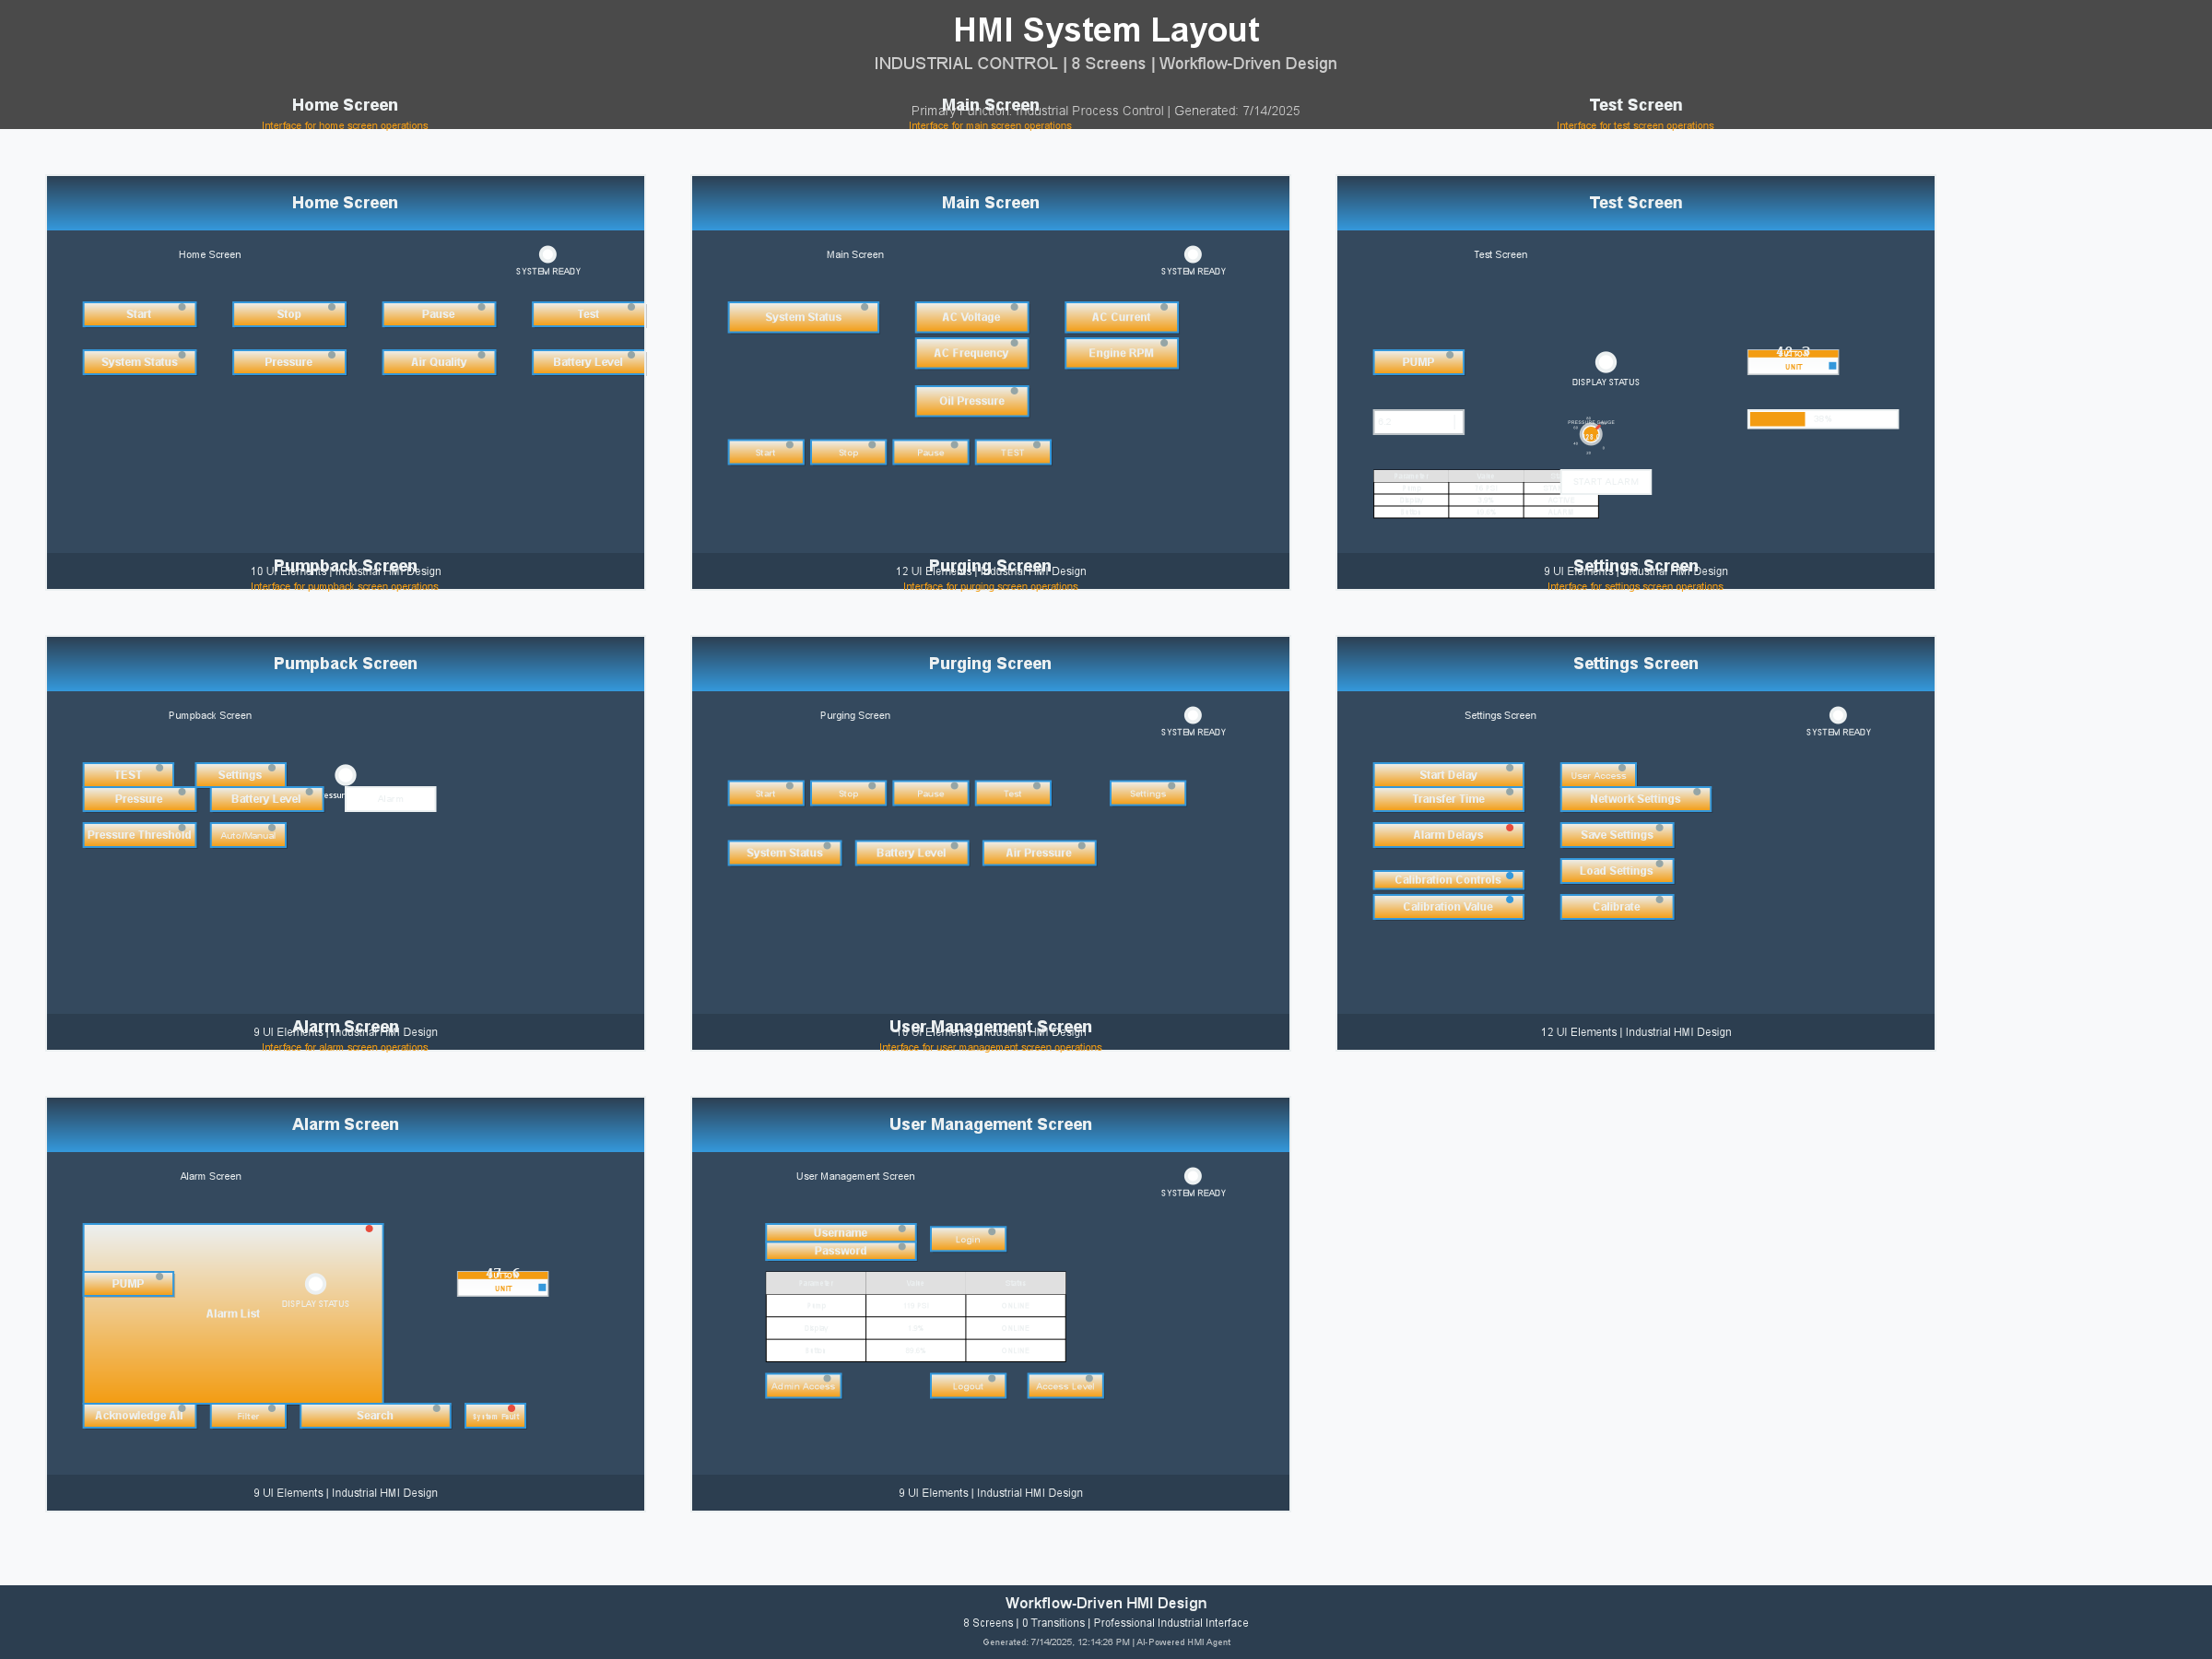 HMI System Layout
INDUSTRIAL CONTROL | 8 Screens | Workflow-Driven Design
Primary Function: Industrial Process Control | Generated: 7/14/2025
Home Screen
Interface for home screen operations
Main Screen
Interface for main screen operations
Test Screen
Interface for test screen operations
Home Screen
Home Screen
SYSTEM READY
Start Stop Pause Test
System Status Pressure Air Quality Battery Level
10 UI Elements | Industrial HMI Design
Main Screen
Main Screen
SYSTEM READY
System Status AC Voltage AC Current
AC Frequency Engine RPM
Oil Pressure
Start Stop Pause TEST
12 UI Elements | Industrial HMI Design
Test Screen
Test Screen
PUMP
DISPLAY STATUS
UNIT
PRESSURE GAUGE
START ALARM
9 UI Elements | Industrial HMI Design
Pumpback Screen
Interface for pumpback screen operations
Purging Screen
Interface for purging screen operations
Settings Screen
Interface for settings screen operations
Pumpback Screen
Pumpback Screen
TEST Settings
Pressure Battery Level Alarm
Pressure Threshold Auto/Manual
9 UI Elements | Industrial HMI Design
Purging Screen
Purging Screen
SYSTEM READY
Start Stop Pause Test Settings
System Status Battery Level Air Pressure
10 UI Elements | Industrial HMI Design
Settings Screen
Settings Screen
SYSTEM READY
Start Delay User Access
Transfer Time Network Settings
Alarm Delays Save Settings
Load Settings
Calibration Controls
Calibration Value Calibrate
12 UI Elements | Industrial HMI Design
Alarm Screen
Interface for alarm screen operations
User Management Screen
Interface for user management screen operations
Alarm Screen
Alarm Screen
PUMP
DISPLAY STATUS
Alarm List
47.6
UNIT
Acknowledge All Filter Search System Fault
9 UI Elements | Industrial HMI Design
User Management Screen
User Management Screen
SYSTEM READY
Username
Password
Login
Parameter Value Status
Pump ONLINE
Display ONLINE
ONLINE
Admin Access Logout Access Level
9 UI Elements | Industrial HMI Design
Workflow-Driven HMI Design
8 Screens | 0 Transitions | Professional Industrial Interface
Generated: 7/14/2025, 12:14:26 PM | AI-Powered HMI Agent